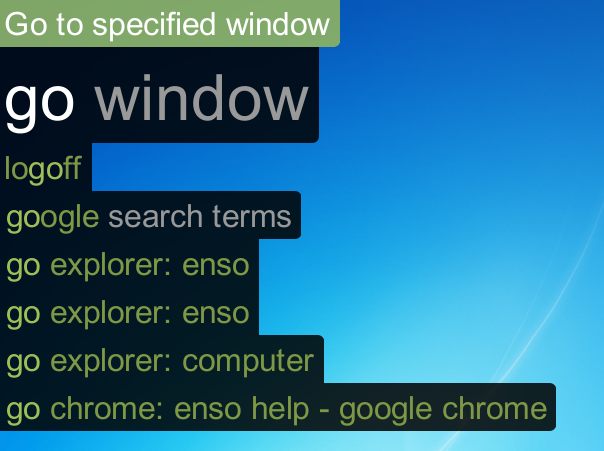 Go to specified window
go window
logoff
google search terms
go explorer: enso
go explorer: enso
go explorer: computer
go chrome: enso help - google chrome